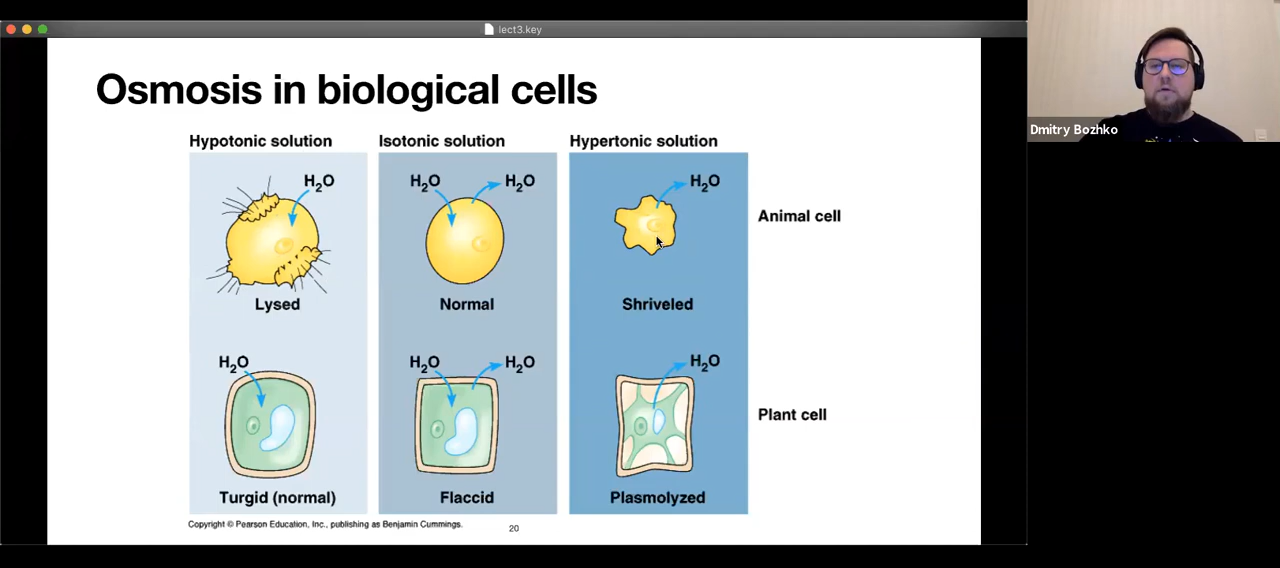 lect3.key
Osmosis in biological cells
Hypotonic solution
Isotonic solution
Hypertonic solution
H₂O
H₂O
H₂O
H₂O
Animal cell
Lysed
Normal
Shriveled
H₂O
H₂O
H₂O
H₂O
Plant cell
Turgid (normal)
Flaccid
Plasmolyzed
Copyright © Pearson Education, Inc., publishing as Benjamin Cummings.
20
Dmitry Bozhko